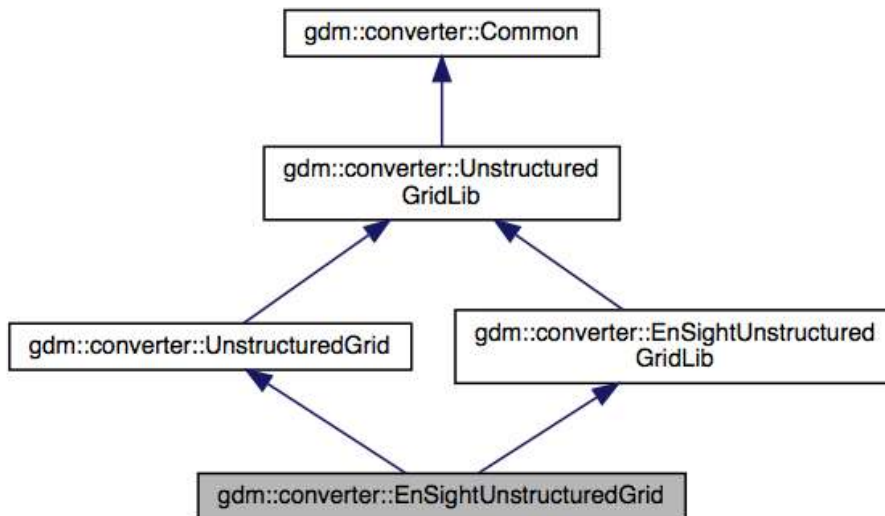 gdm::converter::Common
gdm::converter::Unstructured
GridLib
gdm::converter::UnstructuredGrid
gdm::converter::EnSightUnstructured
GridLib
gdm::converter::EnSightUnstructuredGrid